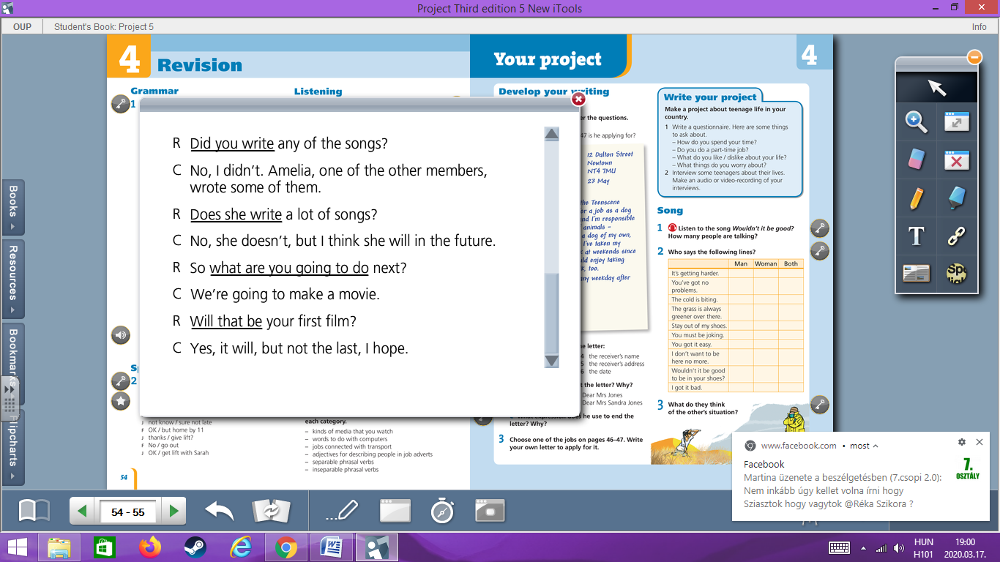 Project Third edition 5 New iTools
OUP
Student's Book: Project 5
Info
4
Revision
Grammar
1
Listening
R Did you write any of the songs?
C No, I didn't. Amelia, one of the other members,
wrote some of them.
R Does she write a lot of songs?
C No, she doesn't, but I think she will in the future.
R So what are you going to do next?
C We're going to make a movie.
R Will that be your first film?
C Yes, it will, but not the last, I hope.
2
J not know / sure not late
F OK / but home by 11
J thanks / give lift?
F No / go out
J OK / get lift with Sarah
each category.
– kinds of media that you watch
– words to do with computers
– jobs connected with transport
– adjectives for describing people in job adverts
– separable phrasal verbs
– inseparable phrasal verbs
54
Your project
4
Develop your writing
er the questions.
47 is he applying for?
12 Dalton Street
Newtown
NT4 7MU
23 May
the Teenscene
or a job as a dog
and I'm responsible
animals –
a dog of my own,
I've taken my
k at weekends since
uld enjoy taking
k, too.
any weekday after
he letter:
4 the receiver's name
5 the receiver's address
6 the date
t the letter? Why?
Dear Mrs Jones
Dear Mrs Sandra Jones
he use to end the
letter? Why?
3 Choose one of the jobs on pages 46–47. Write
your own letter to apply for it.
Write your project
Make a project about teenage life in your
country.
1 Write a questionnaire. Here are some things
to ask about.
– How do you spend your time?
– Do you do a part-time job?
– What do you like / dislike about your life?
– What things do you worry about?
2 Interview some teenagers about their lives.
Make an audio or video-recording of your
interviews.
Song
1 Listen to the song Wouldn't it be good?
How many people are talking?
2 Who says the following lines?
Man Woman Both
It's getting harder.
You've got no
problems.
The cold is biting.
The grass is always
greener over there.
Stay out of my shoes.
You must be joking.
You got it easy.
I don't want to be
here no more.
Wouldn't it be good
to be in your shoes?
I got it bad.
3 What do they think
of the other's situation?
Books
Resources
Bookmarks
Flipcharts
T
54 - 55
www.facebook.com • most
Facebook
Martina üzenete a beszélgetésben (7.csopi 2.0):
Nem inkább úgy kellet volna írni hogy
Sziasztok hogy vagytok @Réka Szikora ?
7.
OSZTÁLY
HUN
H101
19:00
2020.03.17.